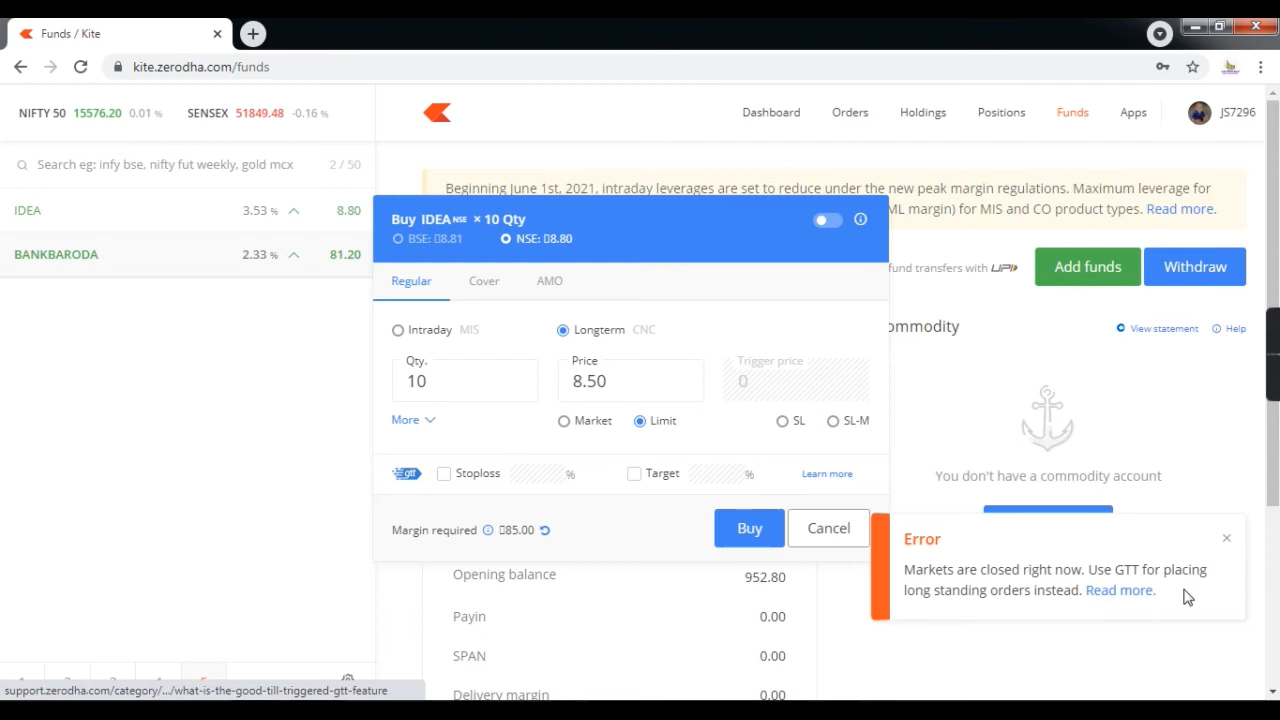 Funds / Kite
kite.zerodha.com/funds
NIFTY 50 15576.20 0.01 % SENSEX 51849.48 -0.16 %
Dashboard Orders Holdings Positions Funds Apps JS7296
Search eg: infy bse, nifty fut weekly, gold mcx 2 / 50
IDEA 3.53 % 8.80
BANKBARODA 2.33 % 81.20
Beginning June 1st, 2021, intraday leverages are set to reduce under the new peak margin regulations. Maximum leverage for
ML margin) for MIS and CO product types. Read more.
Buy IDEA NSE × 10 Qty
BSE: 8.81 NSE: 8.80
fund transfers with UPI Add funds Withdraw
Regular Cover AMO
ommodity View statement Help
Intraday MIS Longterm CNC
Qty. Price Trigger price
10 8.50 0
More Market Limit SL SL-M
gtt Stoploss % Target % Learn more
You don't have a commodity account
Margin required 85.00 Buy Cancel
Error
Markets are closed right now. Use GTT for placing
long standing orders instead. Read more.
Opening balance 952.80
Payin 0.00
SPAN 0.00
Delivery margin 0.00
support.zerodha.com/category/.../what-is-the-good-till-triggered-gtt-feature